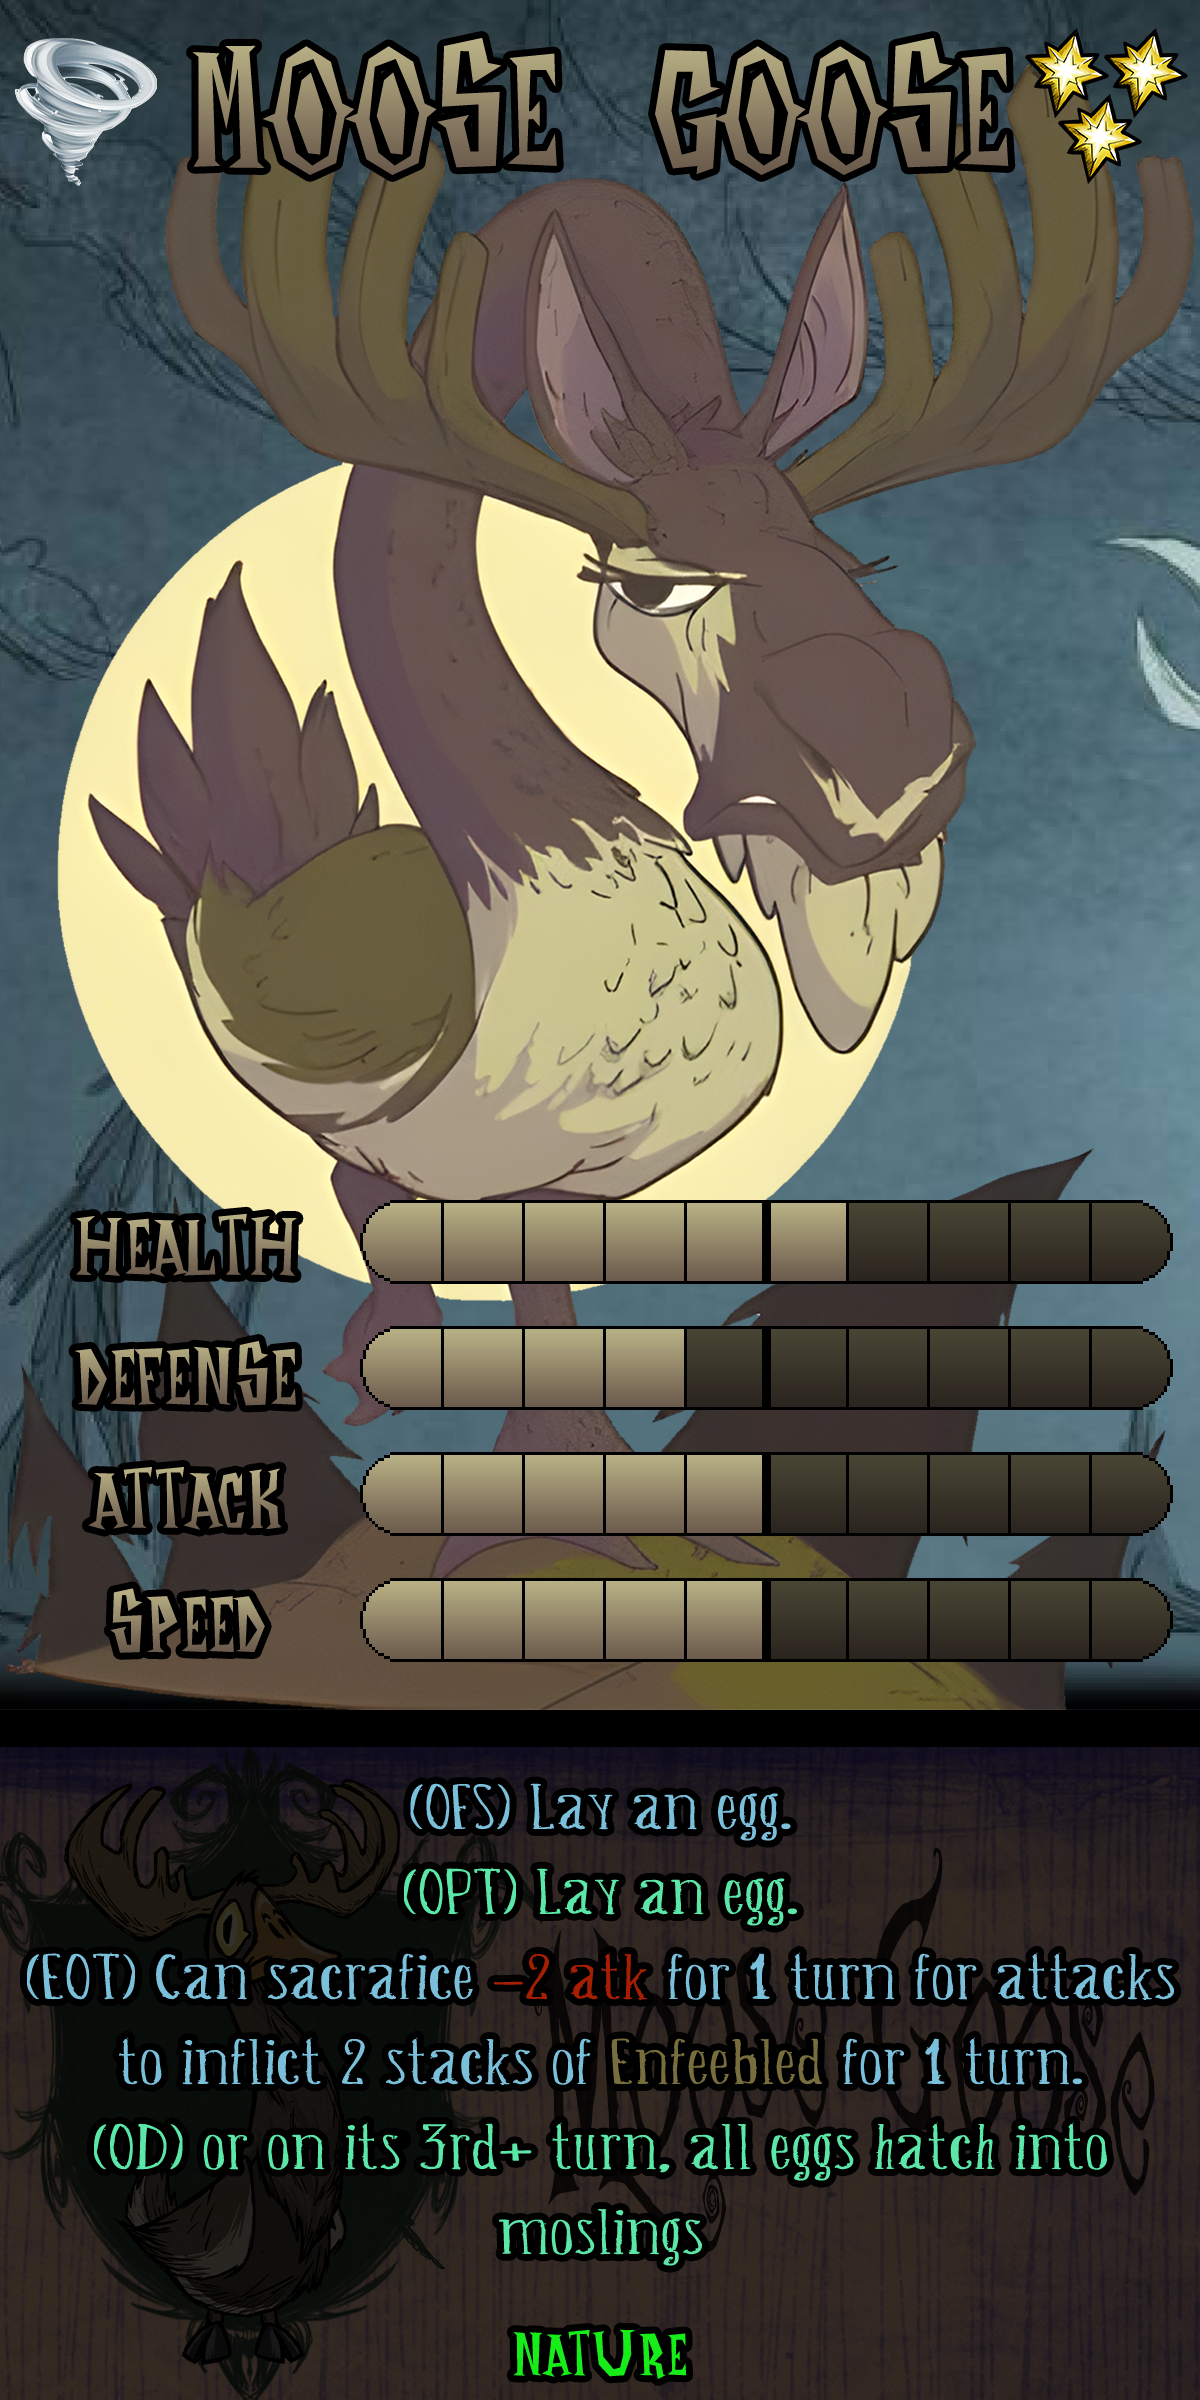 MOOSE GOOSE
HEALTH
DEFENSE
ATTACK
SPEED
(OFS) Lay an egg.
(OPT) Lay an egg.
(EOT) Can sacrafice -2 atk for 1 turn for attacks
to inflict 2 stacks of Enfeebled for 1 turn.
(OD) or on its 3rd+ turn, all eggs hatch into
moslings
Moose Goose
NATURE